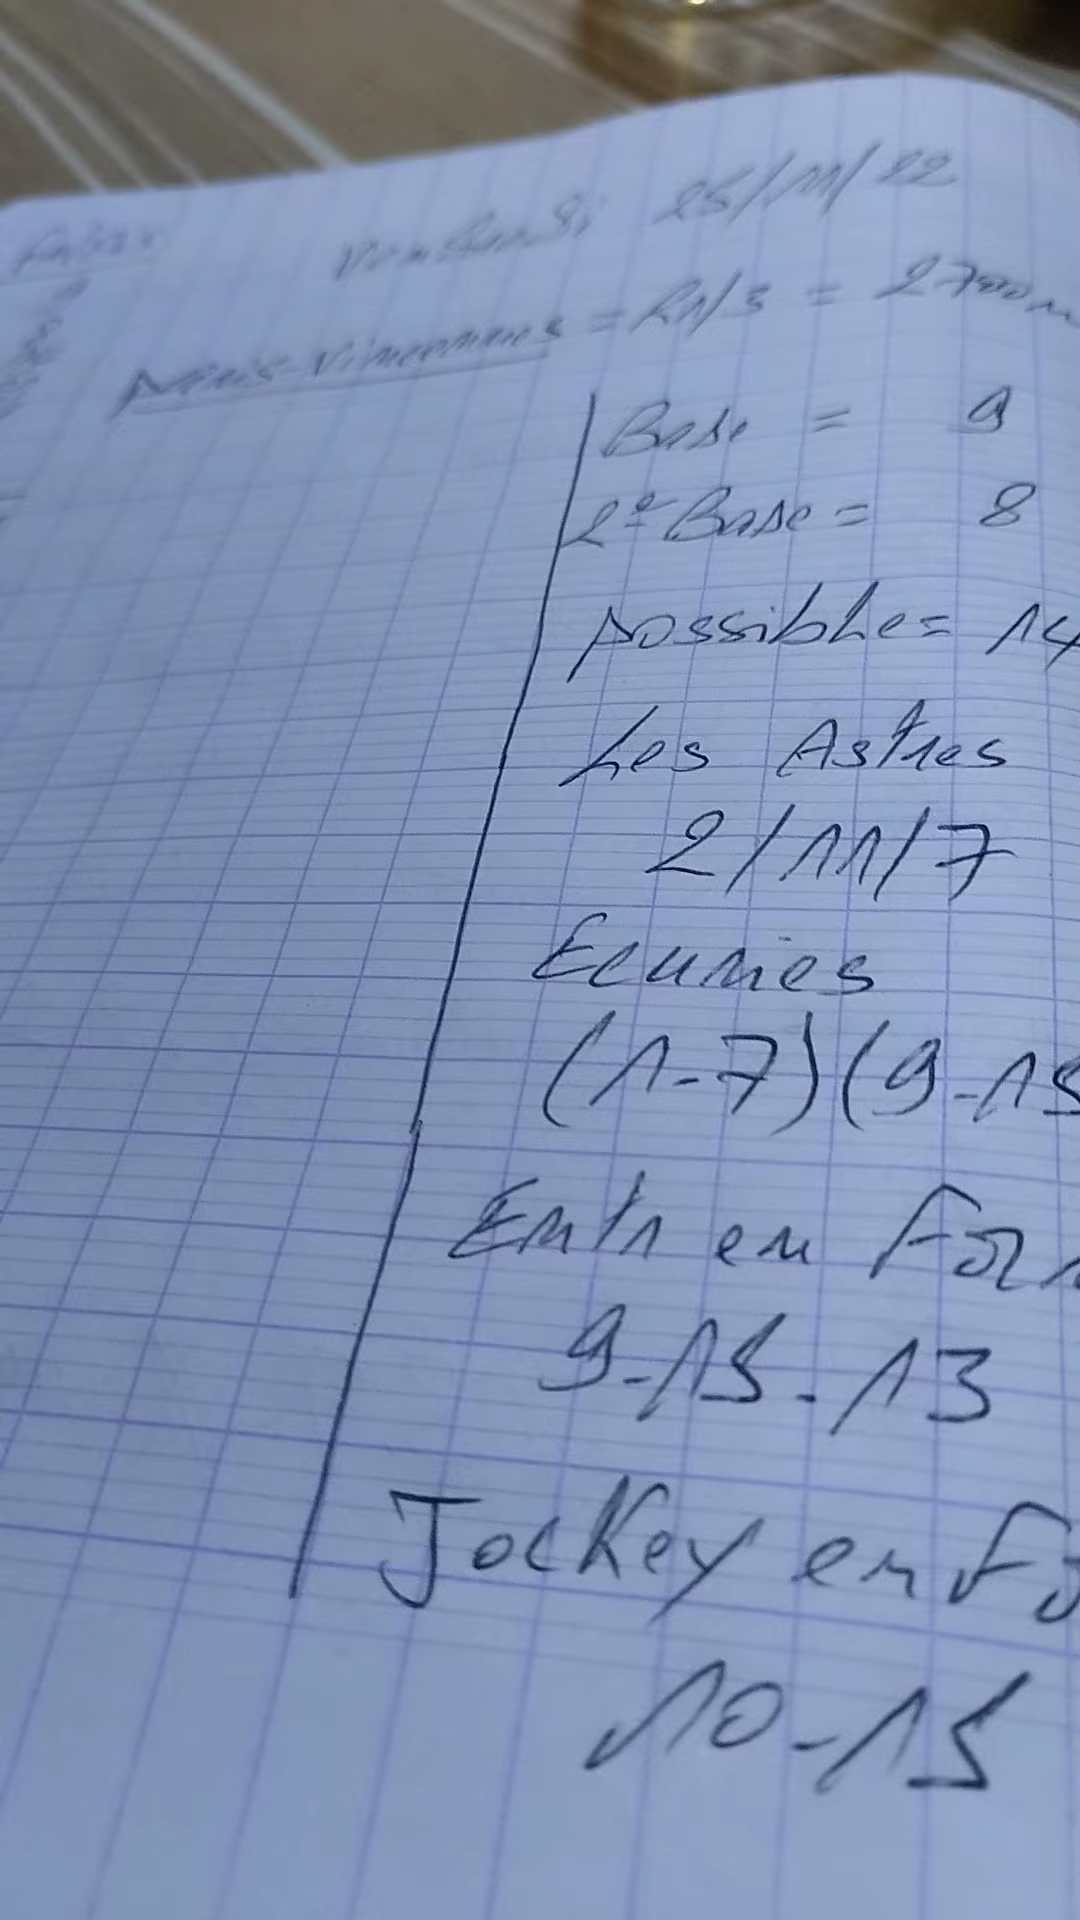 Vendredi 25/11/22
Paris-Vincennes = R1/3 = 2700m
Base = 9
2e Base = 8
possible = 14
Les Astres
2/11/7
Ecuries
(1-7)(9-15
Entr en For
9-15-13
Jockey en Fo
10-15